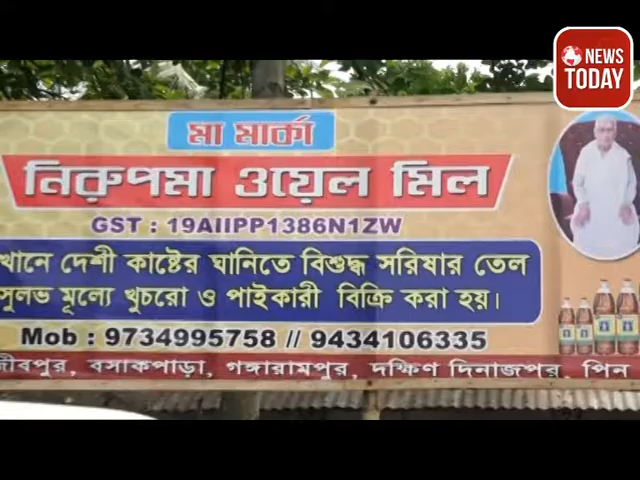 NEWS
TODAY
মা মার্কা
নিরুপমা ওয়েল মিল
GST : 19AIIPP1386N1ZW
খানে দেশী কাষ্টের ঘানিতে বিশুদ্ধ সরিষার তেল
সুলভ মূল্যে খুচরো ও পাইকারী বিক্রি করা হয়।
Mob : 9734995758 // 9434106335
জীবপুর, বসাকপাড়া, গঙ্গারামপুর, দক্ষিণ দিনাজপুর, পিন